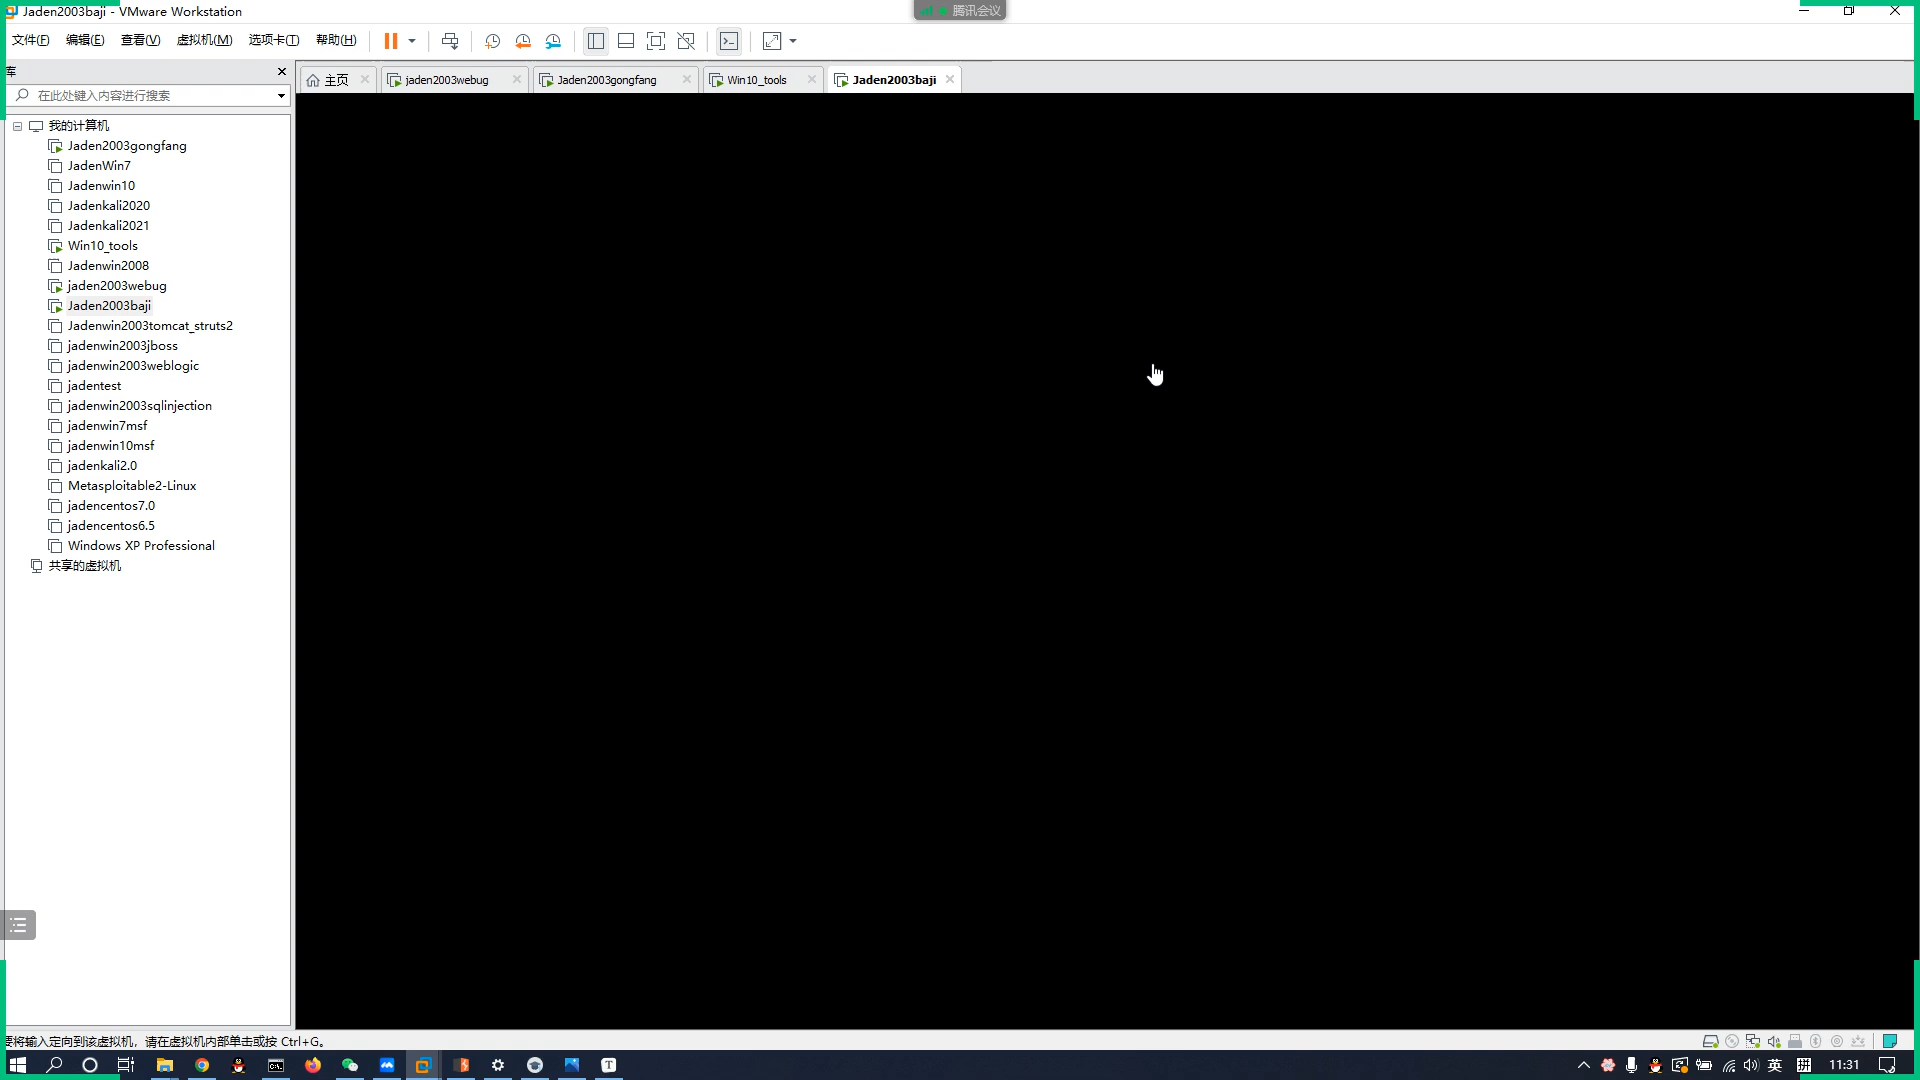 Jaden2003baji - VMware Workstation
腾讯会议
文件(F) 编辑(E) 查看(V) 虚拟机(M) 选项卡(T) 帮助(H)
库
在此处键入内容进行搜索
主页 jaden2003webug Jaden2003gongfang Win10_tools Jaden2003baji
我的计算机
Jaden2003gongfang
JadenWin7
Jadenwin10
Jadenkali2020
Jadenkali2021
Win10_tools
Jadenwin2008
jaden2003webug
Jaden2003baji
Jadenwin2003tomcat_struts2
jadenwin2003jboss
jadenwin2003weblogic
jadentest
jadenwin2003sqlinjection
jadenwin7msf
jadenwin10msf
jadenkali2.0
Metasploitable2-Linux
jadencentos7.0
jadencentos6.5
Windows XP Professional
共享的虚拟机
要将输入定向到该虚拟机，请在虚拟机内部单击或按 Ctrl+G。
英 拼 11:31